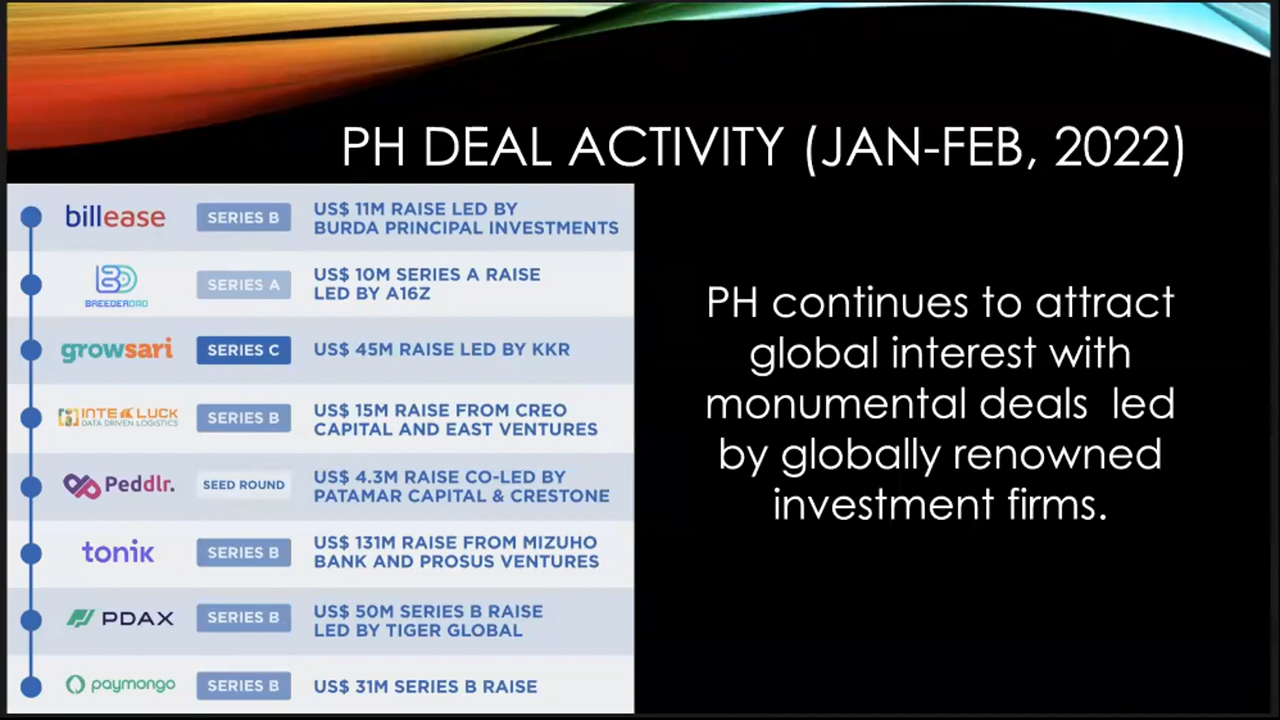 PH DEAL ACTIVITY (JAN-FEB, 2022)
billease
SERIES B
US$ 11M RAISE LED BY
BURDA PRINCIPAL INVESTMENTS
BREEDERDAO
SERIES A
US$ 10M SERIES A RAISE
LED BY A16Z
growsari
SERIES C
US$ 45M RAISE LED BY KKR
INTELUCK
DATA DRIVEN LOGISTICS
SERIES B
US$ 15M RAISE FROM CREO
CAPITAL AND EAST VENTURES
Peddlr.
SEED ROUND
US$ 4.3M RAISE CO-LED BY
PATAMAR CAPITAL & CRESTONE
tonik
SERIES B
US$ 131M RAISE FROM MIZUHO
BANK AND PROSUS VENTURES
PDAX
SERIES B
US$ 50M SERIES B RAISE
LED BY TIGER GLOBAL
paymongo
SERIES B
US$ 31M SERIES B RAISE
PH continues to attract
global interest with
monumental deals led
by globally renowned
investment firms.